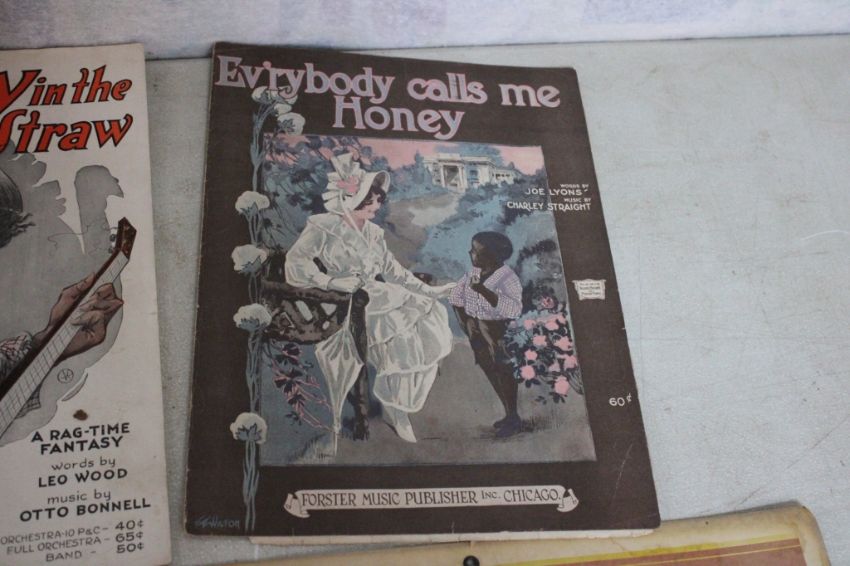 y in the
Straw
A RAG-TIME
FANTASY
words by
LEO WOOD
music by
OTTO BONNELL
ORCHESTRA-10 P&C - 40¢
FULL ORCHESTRA - 65¢
BAND - 50¢
Ev'rybody calls me
Honey
WORDS BY
JOE LYONS
MUSIC BY
CHARLEY STRAIGHT
60¢
FORSTER MUSIC PUBLISHER INC. CHICAGO.